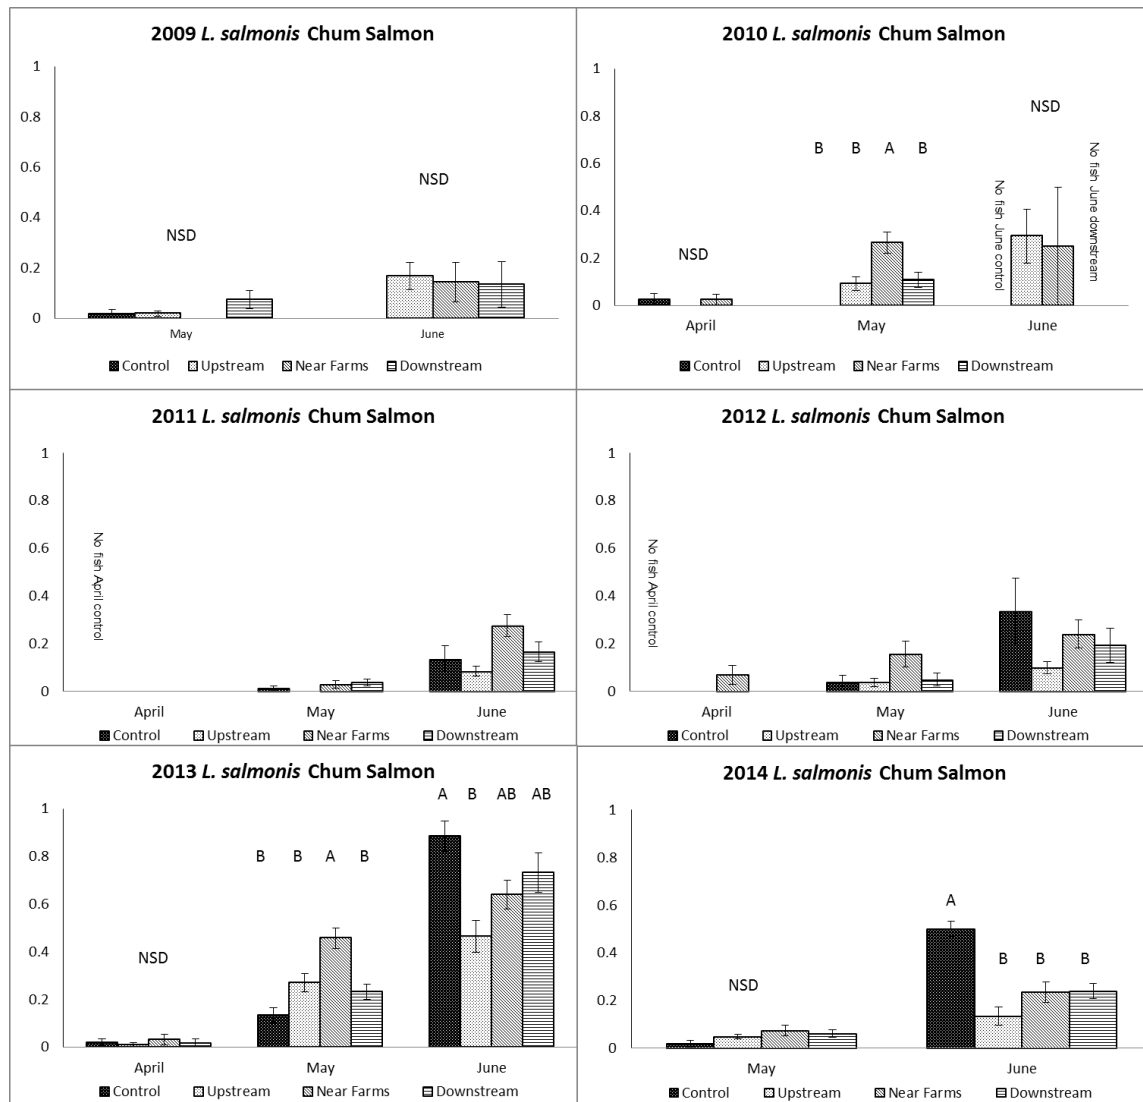 2009 L. salmonis Chum Salmon
1
0.8
0.6
0.4
0.2
0
NSD
NSD
May
June
Control
Upstream
Near Farms
Downstream
2010 L. salmonis Chum Salmon
1
0.8
0.6
0.4
0.2
0
NSD
B B A B
NSD
No fish June control
No fish June downstream
April
May
June
Control
Upstream
Near Farms
Downstream
2011 L. salmonis Chum Salmon
1
0.8
0.6
0.4
0.2
0
No fish April control
April
May
June
Control
Upstream
Near Farms
Downstream
2012 L. salmonis Chum Salmon
1
0.8
0.6
0.4
0.2
0
No fish April control
April
May
June
Control
Upstream
Near Farms
Downstream
2013 L. salmonis Chum Salmon
1
0.8
0.6
0.4
0.2
0
NSD
B B A B
A B AB AB
April
May
June
Control
Upstream
Near Farms
Downstream
2014 L. salmonis Chum Salmon
1
0.8
0.6
0.4
0.2
0
NSD
A
B B B
May
June
Control
Upstream
Near Farms
Downstream